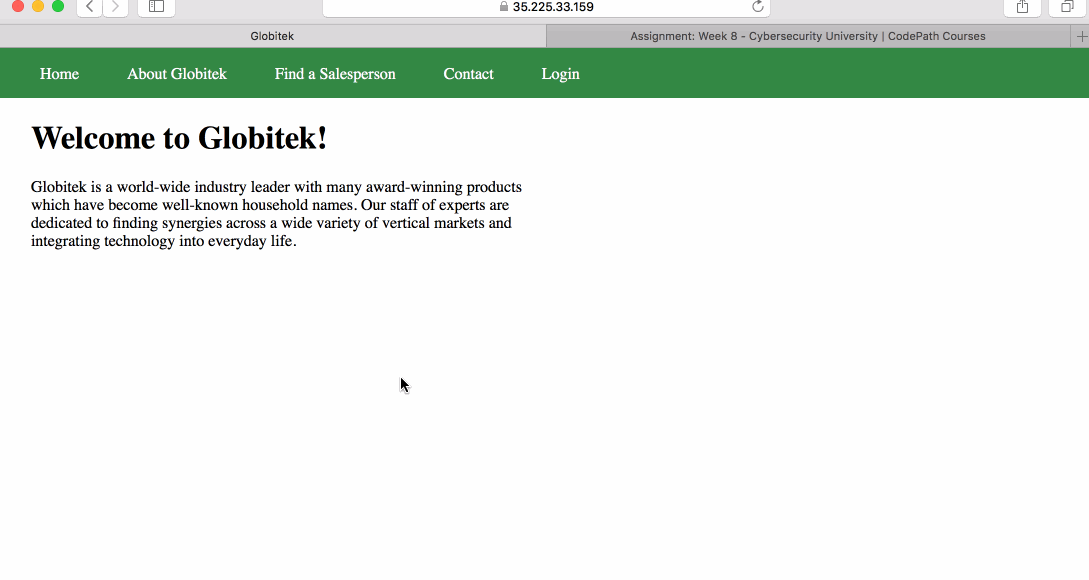 35.225.33.159
Globitek
Assignment: Week 8 - Cybersecurity University | CodePath Courses
Home
About Globitek
Find a Salesperson
Contact
Login
Welcome to Globitek!
Globitek is a world-wide industry leader with many award-winning products
which have become well-known household names. Our staff of experts are
dedicated to finding synergies across a wide variety of vertical markets and
integrating technology into everyday life.